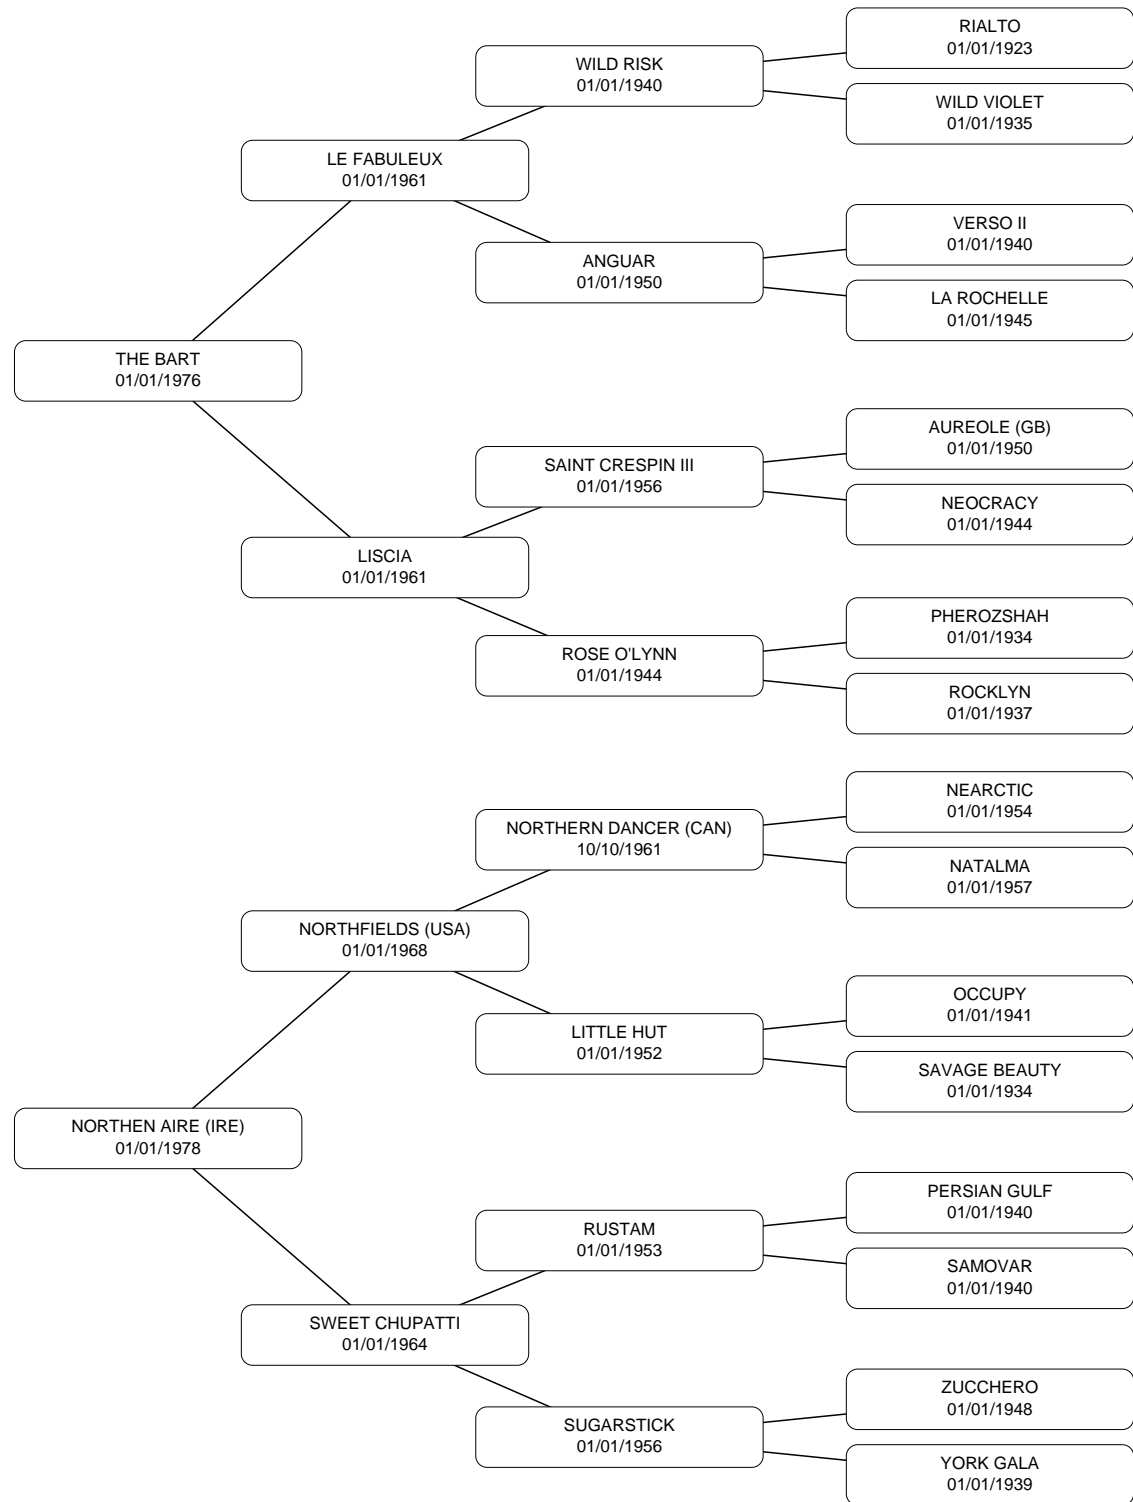 RIALTO
01/01/1923
WILD RISK
01/01/1940
WILD VIOLET
01/01/1935
LE FABULEUX
01/01/1961
VERSO II
01/01/1940
ANGUAR
01/01/1950
LA ROCHELLE
01/01/1945
THE BART
01/01/1976
AUREOLE (GB)
01/01/1950
SAINT CRESPIN III
01/01/1956
NEOCRACY
01/01/1944
LISCIA
01/01/1961
PHEROZSHAH
01/01/1934
ROSE O'LYNN
01/01/1944
ROCKLYN
01/01/1937
NEARCTIC
01/01/1954
NORTHERN DANCER (CAN)
10/10/1961
NATALMA
01/01/1957
NORTHFIELDS (USA)
01/01/1968
OCCUPY
01/01/1941
LITTLE HUT
01/01/1952
SAVAGE BEAUTY
01/01/1934
NORTHEN AIRE (IRE)
01/01/1978
PERSIAN GULF
01/01/1940
RUSTAM
01/01/1953
SAMOVAR
01/01/1940
SWEET CHUPATTI
01/01/1964
ZUCCHERO
01/01/1948
SUGARSTICK
01/01/1956
YORK GALA
01/01/1939